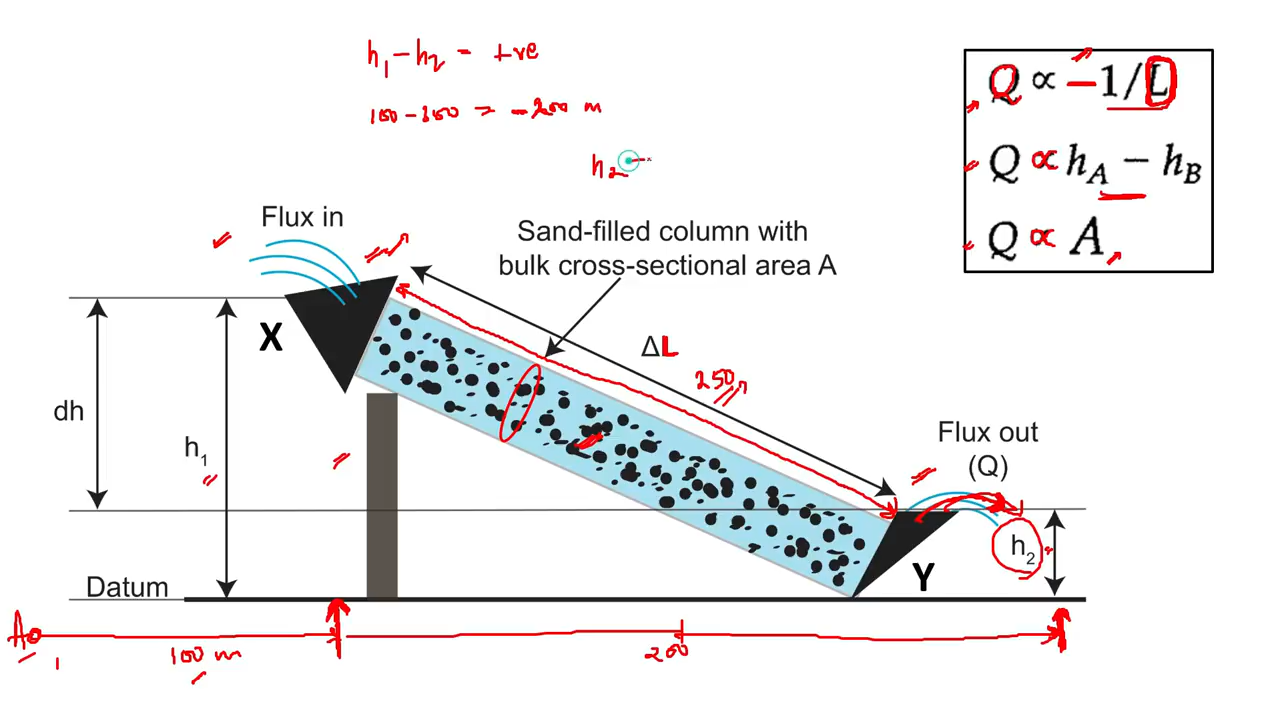 h₁ - h₂ = +ve
100 - 300 = -200 m
h₂ -
Q ∝ - 1/L
Q ∝ hA - hB
Q ∝ A
Flux in
Sand-filled column with
bulk cross-sectional area A
X
ΔL
250
dh
h₁
Flux out
(Q)
h₂
Y
Datum
A
1
100 m
200